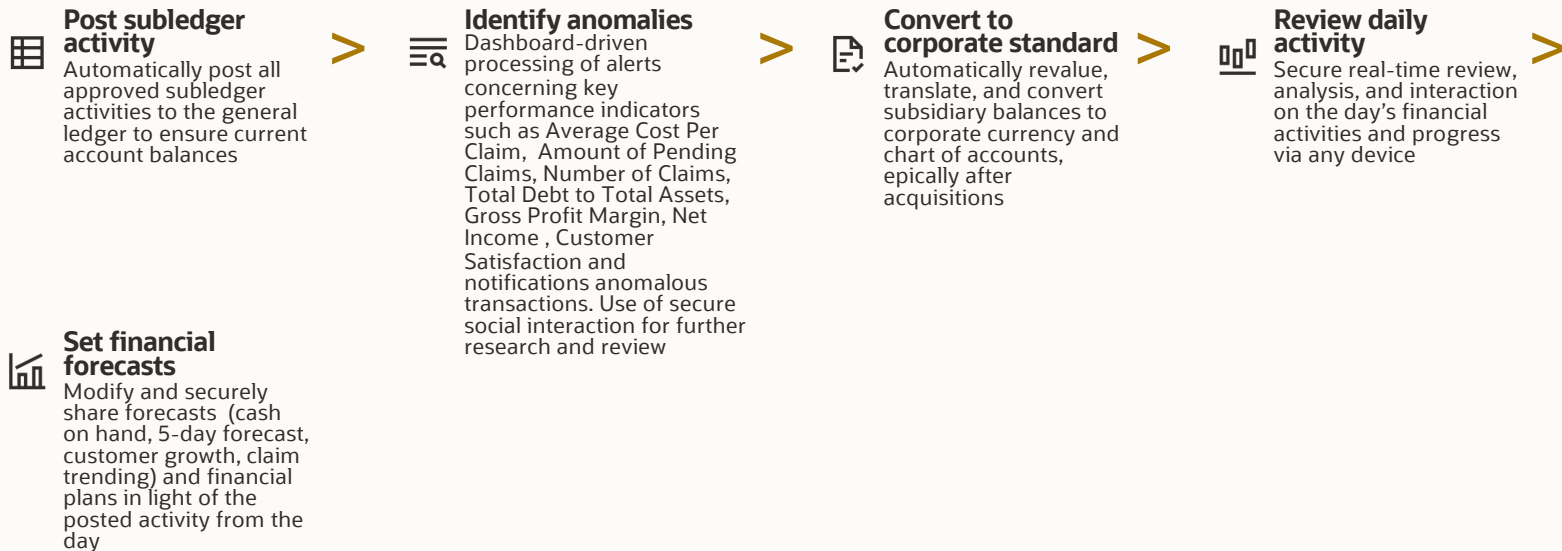 Post subledger
activity
Automatically post all
approved subledger
activities to the general
ledger to ensure current
account balances
>
Identify anomalies
Dashboard-driven
processing of alerts
concerning key
performance indicators
such as Average Cost Per
Claim,  Amount of Pending
Claims, Number of Claims,
Total Debt to Total Assets,
Gross Profit Margin, Net
Income , Customer
Satisfaction and
notifications anomalous
transactions. Use of secure
social interaction for further
research and review
>
Convert to
corporate standard
Automatically revalue,
translate, and convert
subsidiary balances to
corporate currency and
chart of accounts,
epically after
acquisitions
>
Review daily
activity
Secure real-time review,
analysis, and interaction
on the day’s financial
activities and progress
via any device
>
Set financial
forecasts
Modify and securely
share forecasts  (cash
on hand, 5-day forecast,
customer growth, claim
trending) and financial
plans in light of the
posted activity from the
day